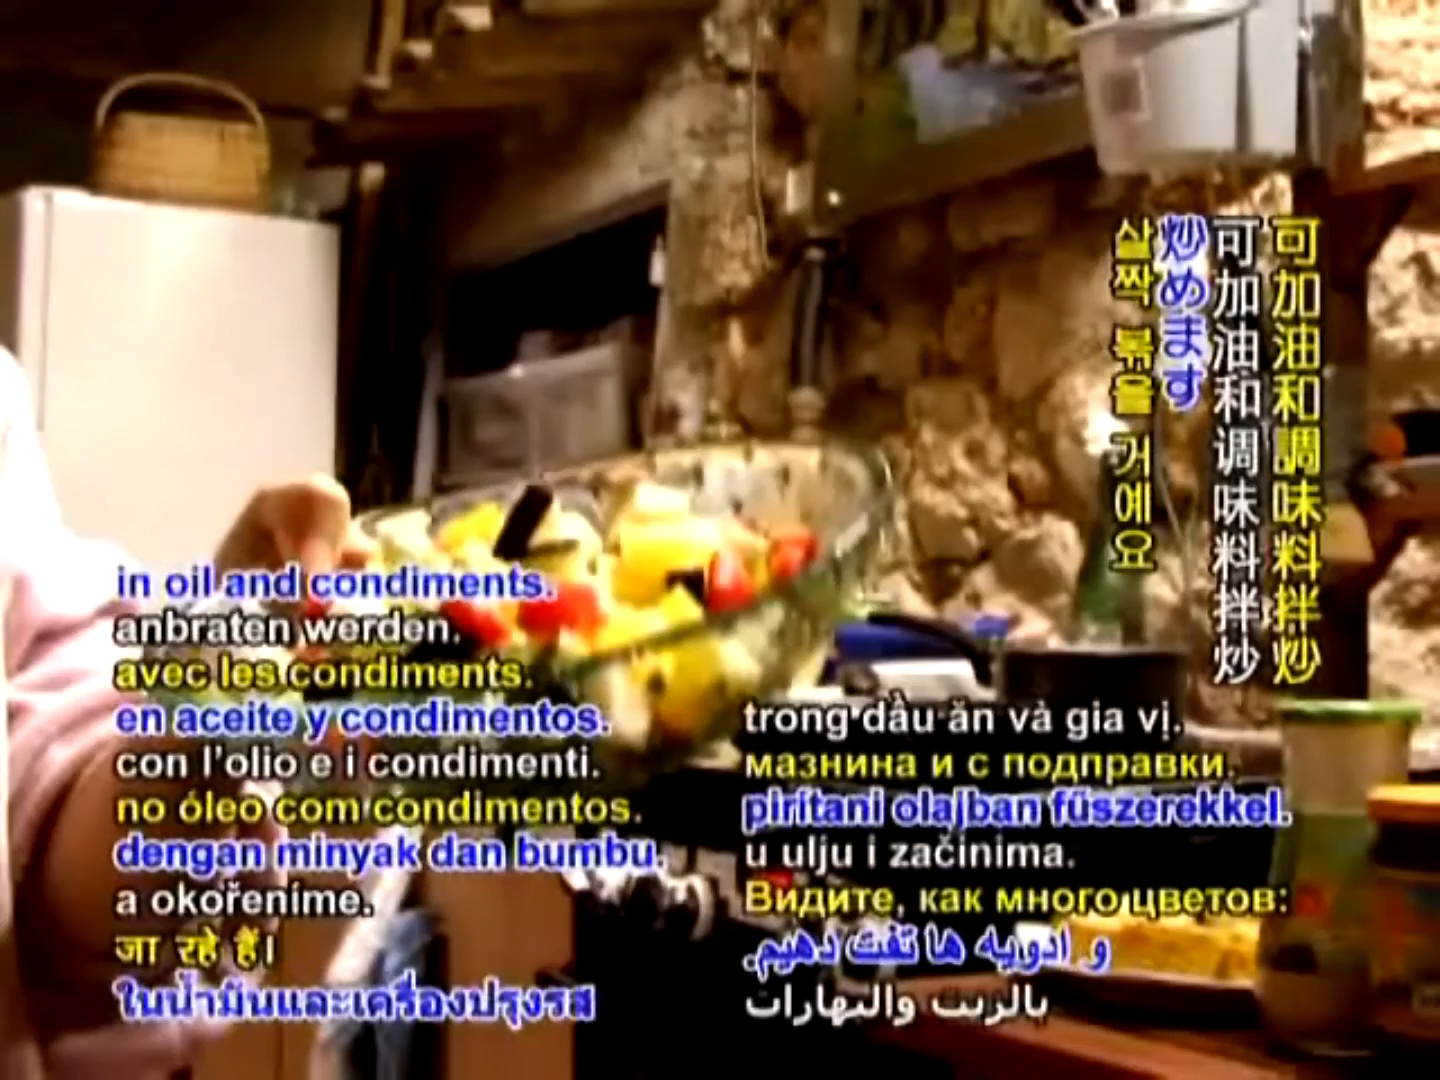 可加油和調味料拌炒
可加油和调味料拌炒
炒めます
살짝 볶을 거예요
in oil and condiments.
anbraten werden.
avec les condiments.
en aceite y condimentos.
con l'olio e i condimenti.
no óleo com condimentos.
dengan minyak dan bumbu.
a okořeníme.
जा रहे हैं।
ในน้ำมันและเครื่องปรุงรส
trong dầu ăn và gia vị.
мазнина и с подправки.
pirítani olajban fűszerekkel.
u ulju i začinima.
Видите, как много цветов:
و ادویه ها تفت دهیم.
بالزيت والبهارات